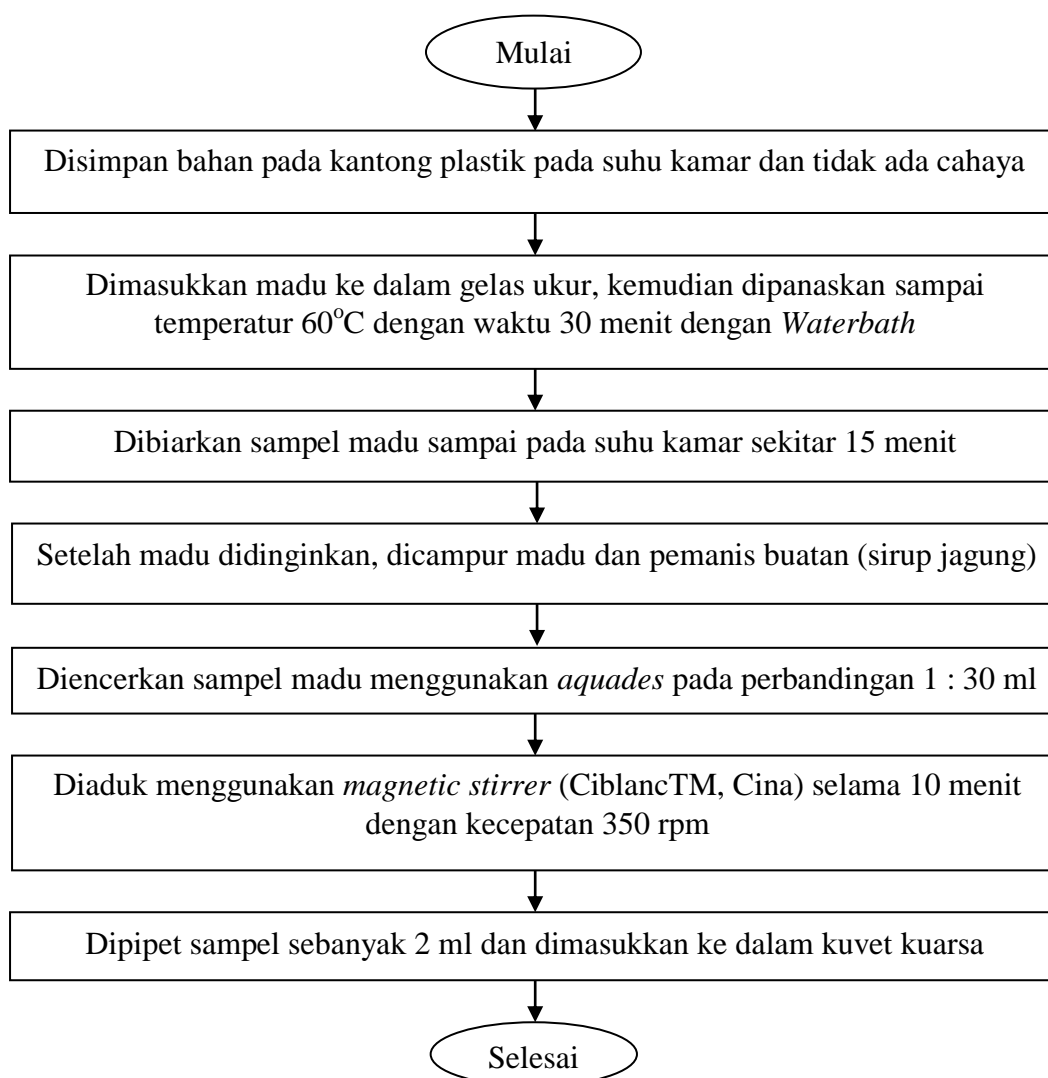 Mulai
Disimpan bahan pada kantong plastik pada suhu kamar dan tidak ada cahaya
Dimasukkan madu ke dalam gelas ukur, kemudian dipanaskan sampai
temperatur 60°C dengan waktu 30 menit dengan Waterbath
Dibiarkan sampel madu sampai pada suhu kamar sekitar 15 menit
Setelah madu didinginkan, dicampur madu dan pemanis buatan (sirup jagung)
Diencerkan sampel madu menggunakan aquades pada perbandingan 1 : 30 ml
Diaduk menggunakan magnetic stirrer (CiblancTM, Cina) selama 10 menit
dengan kecepatan 350 rpm
Dipipet sampel sebanyak 2 ml dan dimasukkan ke dalam kuvet kuarsa
Selesai